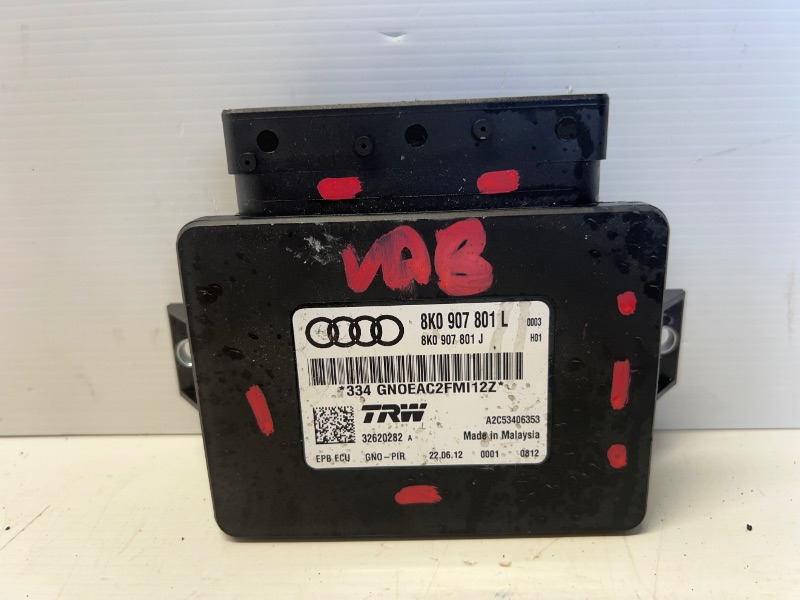 VAB
8K0 907 801 L 0003
8K0 907 801 J H01
*334 GNOEAC2FMI12Z*
TRW A2C53406353
32620282 A Made in Malaysia
EPB ECU GNO-PIR 22.06.12 0001 0812